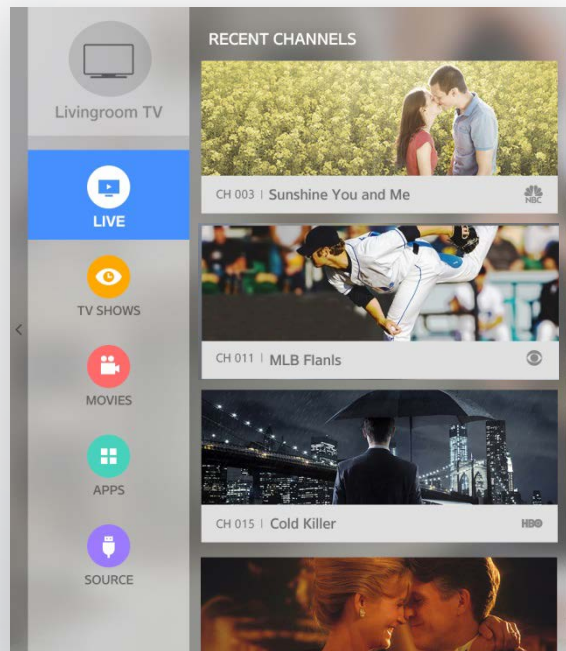 RECENT CHANNELS
Livingroom TV
LIVE
TV SHOWS
MOVIES
APPS
SOURCE
CH 003 | Sunshine You and Me
NBC
CH 011 | MLB Flanls
CH 015 | Cold Killer
HBO